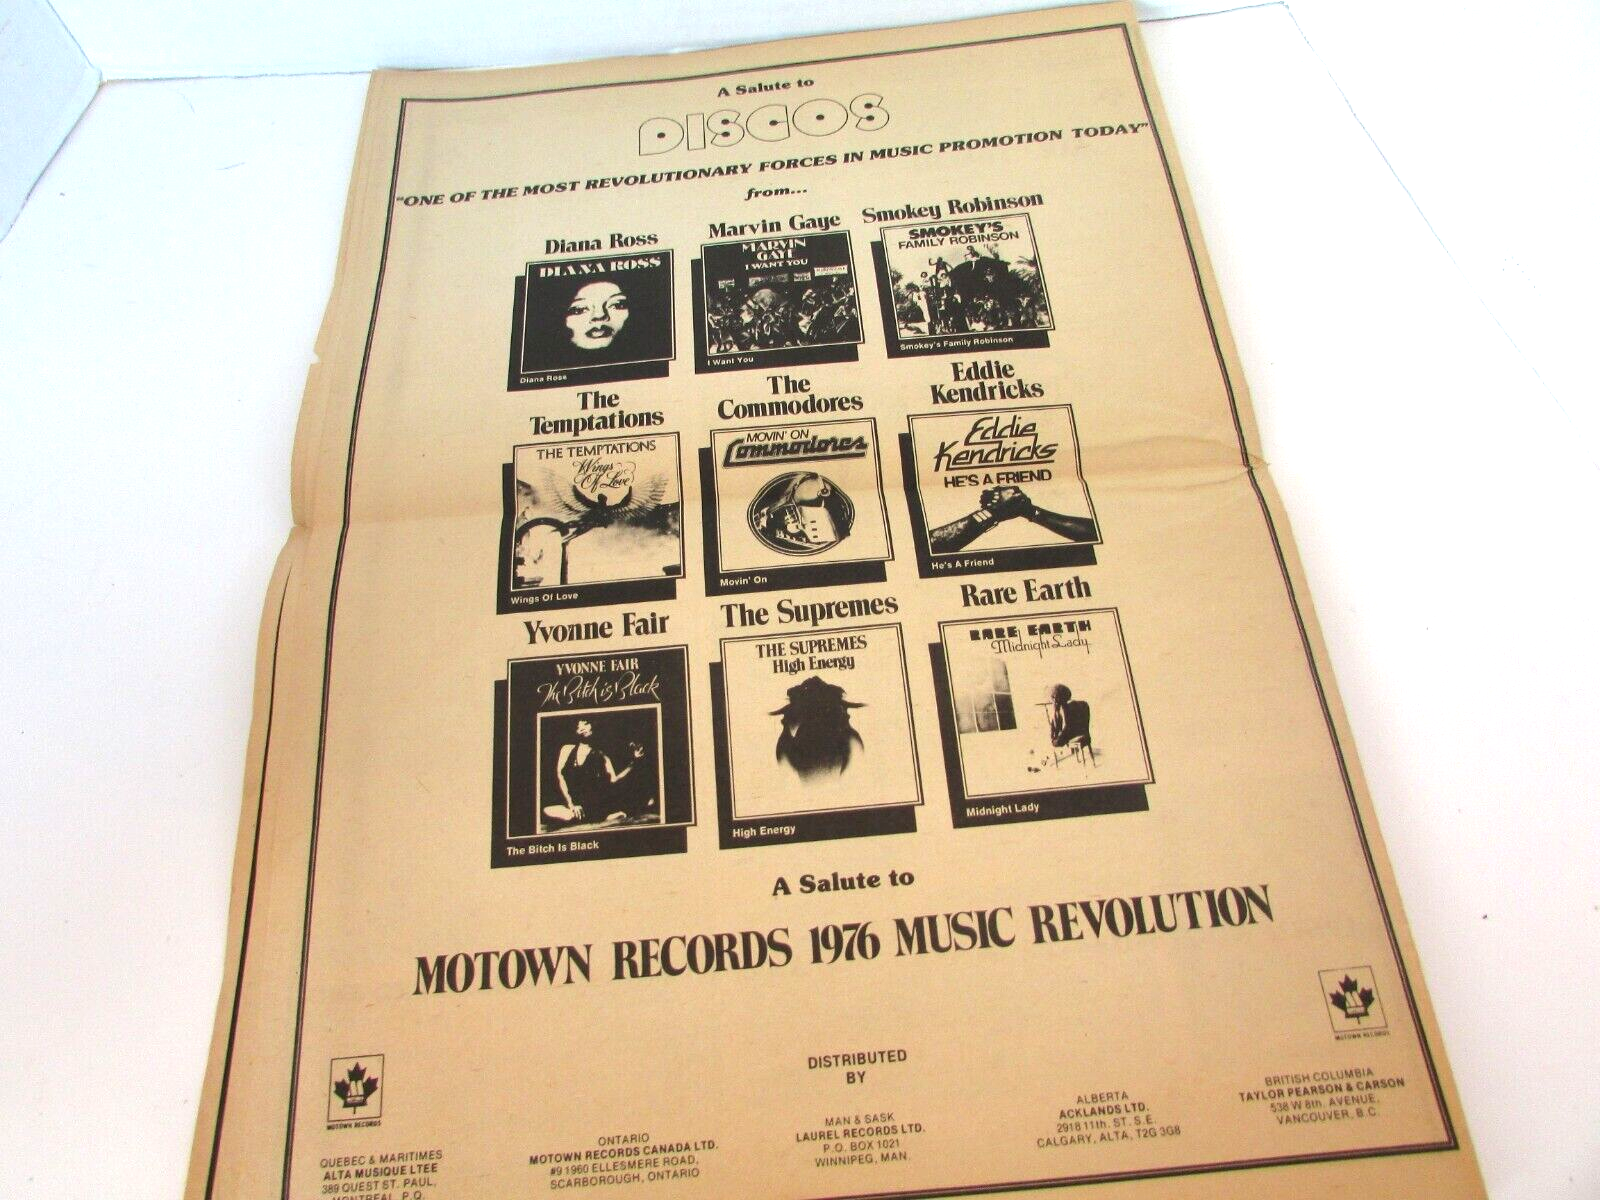 A Salute to
DISCOS
"ONE OF THE MOST REVOLUTIONARY FORCES IN MUSIC PROMOTION TODAY"
from...
Diana Ross
DIANA ROSS
Diana Ross
Marvin Gaye
MARVIN
GAYE
I WANT YOU
I Want You
Smokey Robinson
SMOKEY'S
FAMILY ROBINSON
Smokey's Family Robinson
The
Temptations
THE TEMPTATIONS
Wings
Of Love
Wings Of Love
The
Commodores
MOVIN' ON
Commodores
Movin' On
Eddie
Kendricks
Eddie
Kendricks
HE'S A FRIEND
He's A Friend
Yvonne Fair
YVONNE FAIR
The Bitch is Black
The Bitch Is Black
The Supremes
THE SUPREMES
High Energy
High Energy
Rare Earth
RARE EARTH
Midnight Lady
Midnight Lady
A Salute to
MOTOWN RECORDS 1976 MUSIC REVOLUTION
MOTOWN RECORDS
MOTOWN RECORDS
DISTRIBUTED
BY
QUEBEC & MARITIMES
ALTA MUSIQUE LTEE
389 OUEST ST. PAUL,
MONTREAL, P.Q.
ONTARIO
MOTOWN RECORDS CANADA LTD.
#9 1960 ELLESMERE ROAD,
SCARBOROUGH, ONTARIO
MAN & SASK
LAUREL RECORDS LTD.
P.O. BOX 1021
WINNIPEG, MAN.
ALBERTA
ACKLANDS LTD.
2918 11th. ST. S.E.
CALGARY, ALTA, T2G 3G8
BRITISH COLUMBIA
TAYLOR PEARSON & CARSON
538 W 8th. AVENUE,
VANCOUVER, B.C.